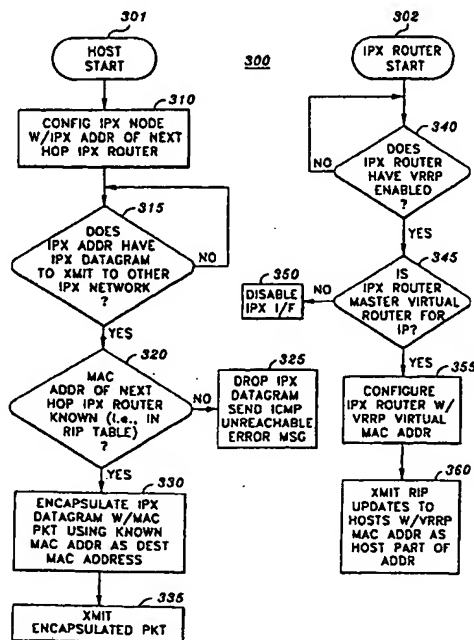 301
HOST
START
300
302
IPX ROUTER
START
310
CONFIG IPX NODE
W/IPX ADDR OF NEXT
HOP IPX ROUTER
315
DOES
IPX ADDR HAVE
IPX DATAGRAM
TO XMIT TO OTHER
IPX NETWORK
?
NO
YES
320
MAC
ADDR OF NEXT
HOP IPX ROUTER
KNOWN (i.e., IN
RIP TABLE)
?
NO
325
DROP IPX
DATAGRAM
SEND ICMP
UNREACHABLE
ERROR MSG
YES
330
ENCAPSULATE IPX
DATAGRAM W/MAC
PKT USING KNOWN
MAC ADDR AS DEST
MAC ADDRESS
335
XMIT
ENCAPSULATED PKT
340
DOES
IPX ROUTER
HAVE VRRP
ENABLED
?
NO
YES
345
IS
IPX ROUTER
MASTER VIRTUAL
ROUTER FOR
IP?
NO
350
DISABLE
IPX I/F
YES
355
CONFIGURE
IPX ROUTER W/
VRRP VIRTUAL
MAC ADDR
360
XMIT RIP
UPDATES TO
HOSTS W/VRRP
MAC ADDR AS
HOST PART OF
ADDR